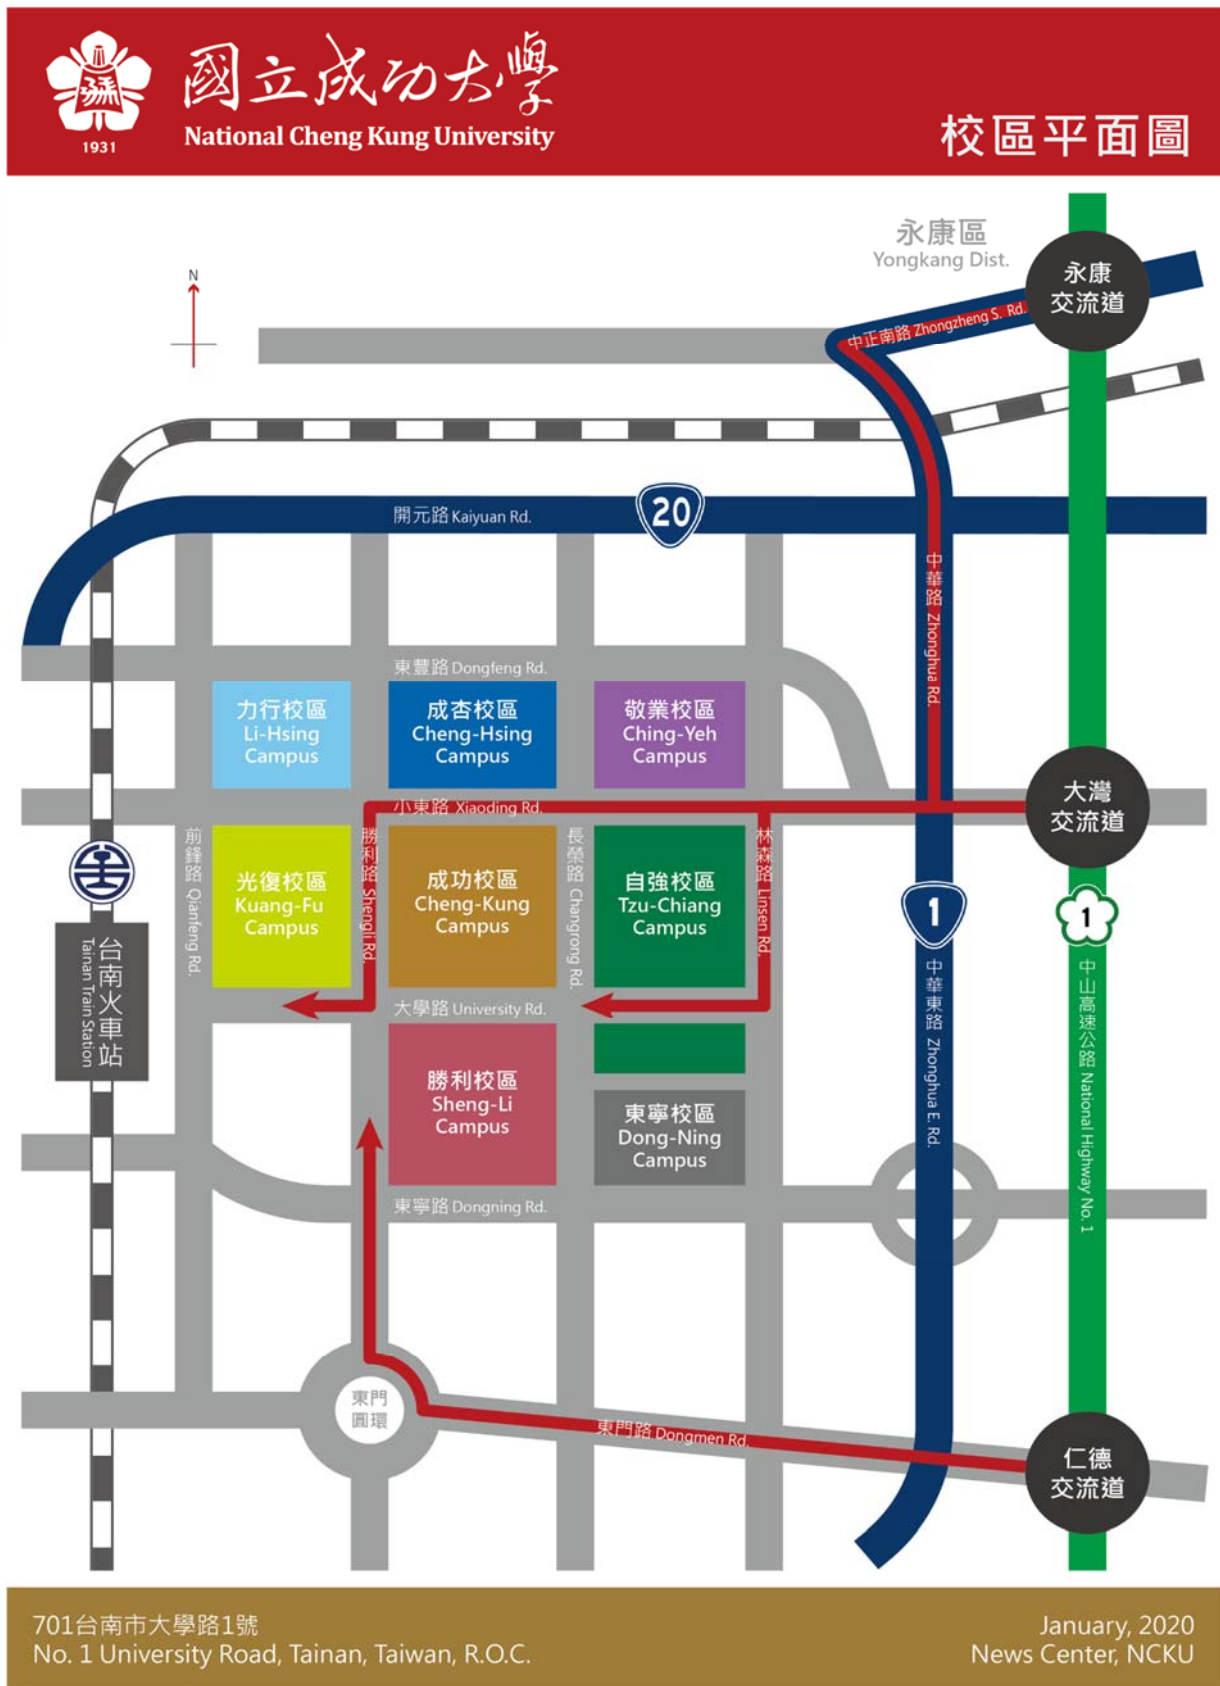 國立成功大學
National Cheng Kung University
1931
校區平面圖
永康區
Yongkang Dist.
永康
交流道
N
中正南路 Zhongzheng S. Rd.
開元路 Kaiyuan Rd.
20
中華路 Zhonghua Rd.
東豐路 Dongfeng Rd.
力行校區
Li-Hsing
Campus
成杏校區
Cheng-Hsing
Campus
敬業校區
Ching-Yeh
Campus
小東路 Xiaoding Rd.
大灣
交流道
前鋒路 Qianfeng Rd.
光復校區
Kuang-Fu
Campus
勝利路 Shengli Rd.
成功校區
Cheng-Kung
Campus
長榮路 Changrong Rd.
自強校區
Tzu-Chiang
Campus
林森路 Linsen Rd.
1
1
台南火車站
Tainan Train Station
大學路 University Rd.
中華東路 Zhonghua E. Rd.
中山高速公路 National Highway No. 1
勝利校區
Sheng-Li
Campus
東寧校區
Dong-Ning
Campus
東寧路 Dongning Rd.
東門
圓環
東門路 Dongmen Rd.
仁德
交流道
701台南市大學路1號
No. 1 University Road, Tainan, Taiwan, R.O.C.
January, 2020
News Center, NCKU